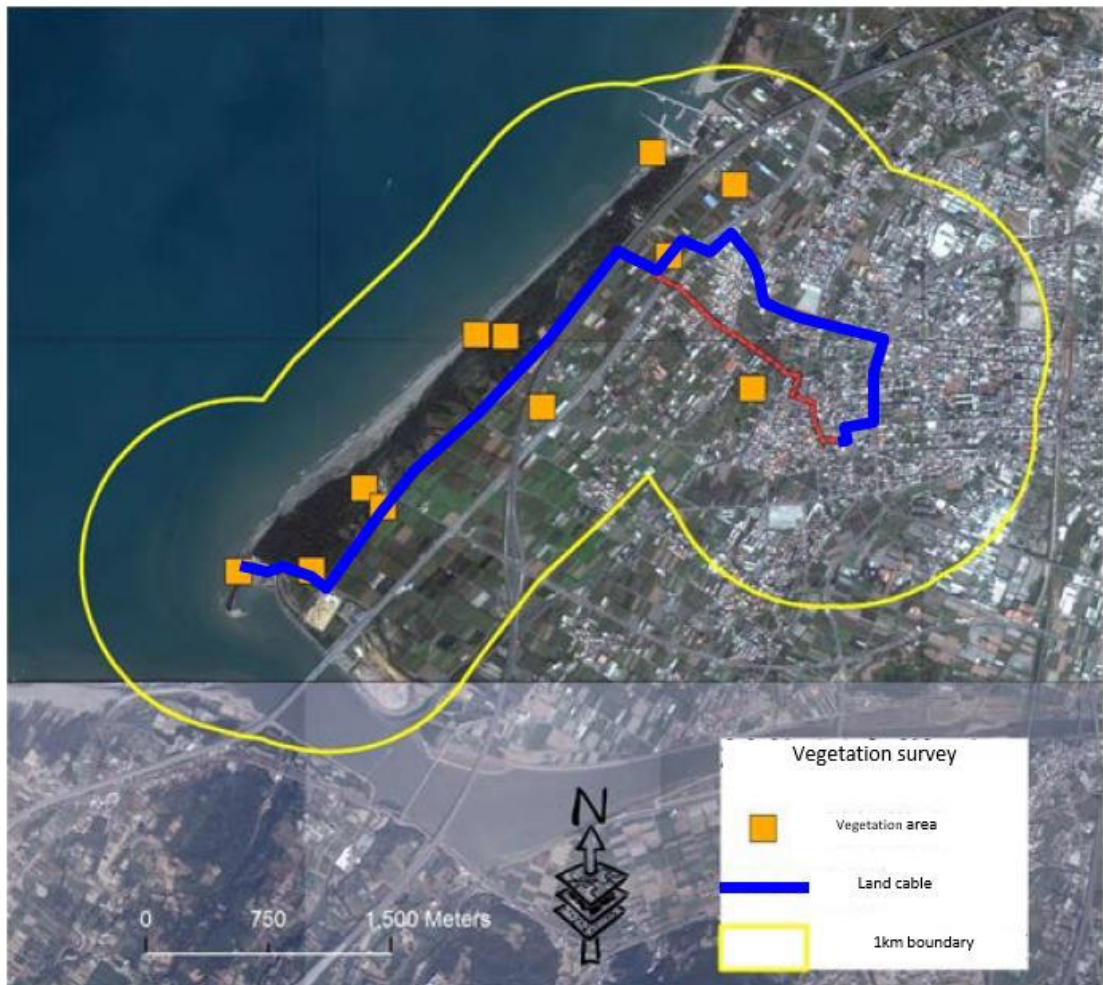 N
0 750 1,500 Meters
Vegetation survey
Vegetation area
Land cable
1km boundary